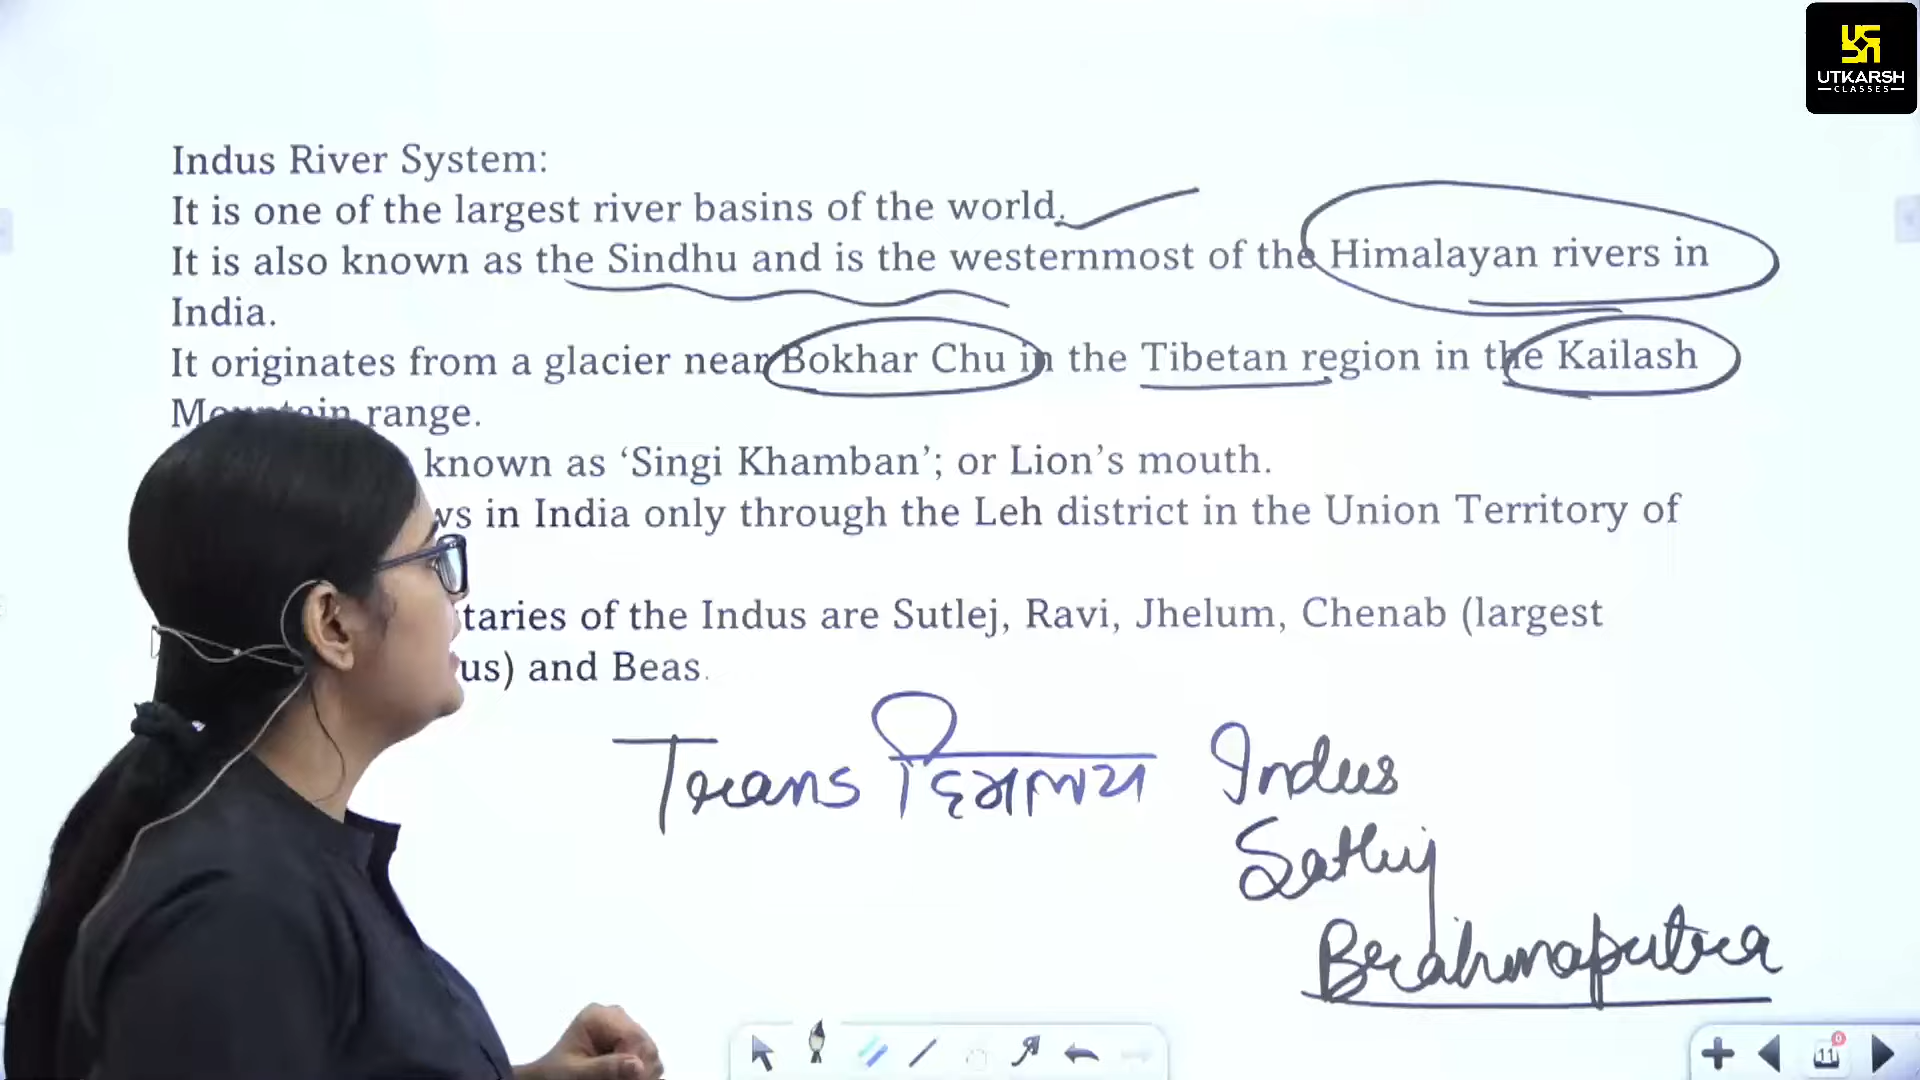 UTKARSH
CLASSES
Indus River System:
It is one of the largest river basins of the world.
It is also known as the Sindhu and is the westernmost of the Himalayan rivers in
India.
It originates from a glacier near Bokhar Chu in the Tibetan region in the Kailash
Mountain range.
known as ‘Singi Khamban’; or Lion’s mouth.
in India only through the Leh district in the Union Territory of
of the Indus are Sutlej, Ravi, Jhelum, Chenab (largest
and Beas.
Trans हिमालय Indus
Sathuj
Brahmaputra
11
0